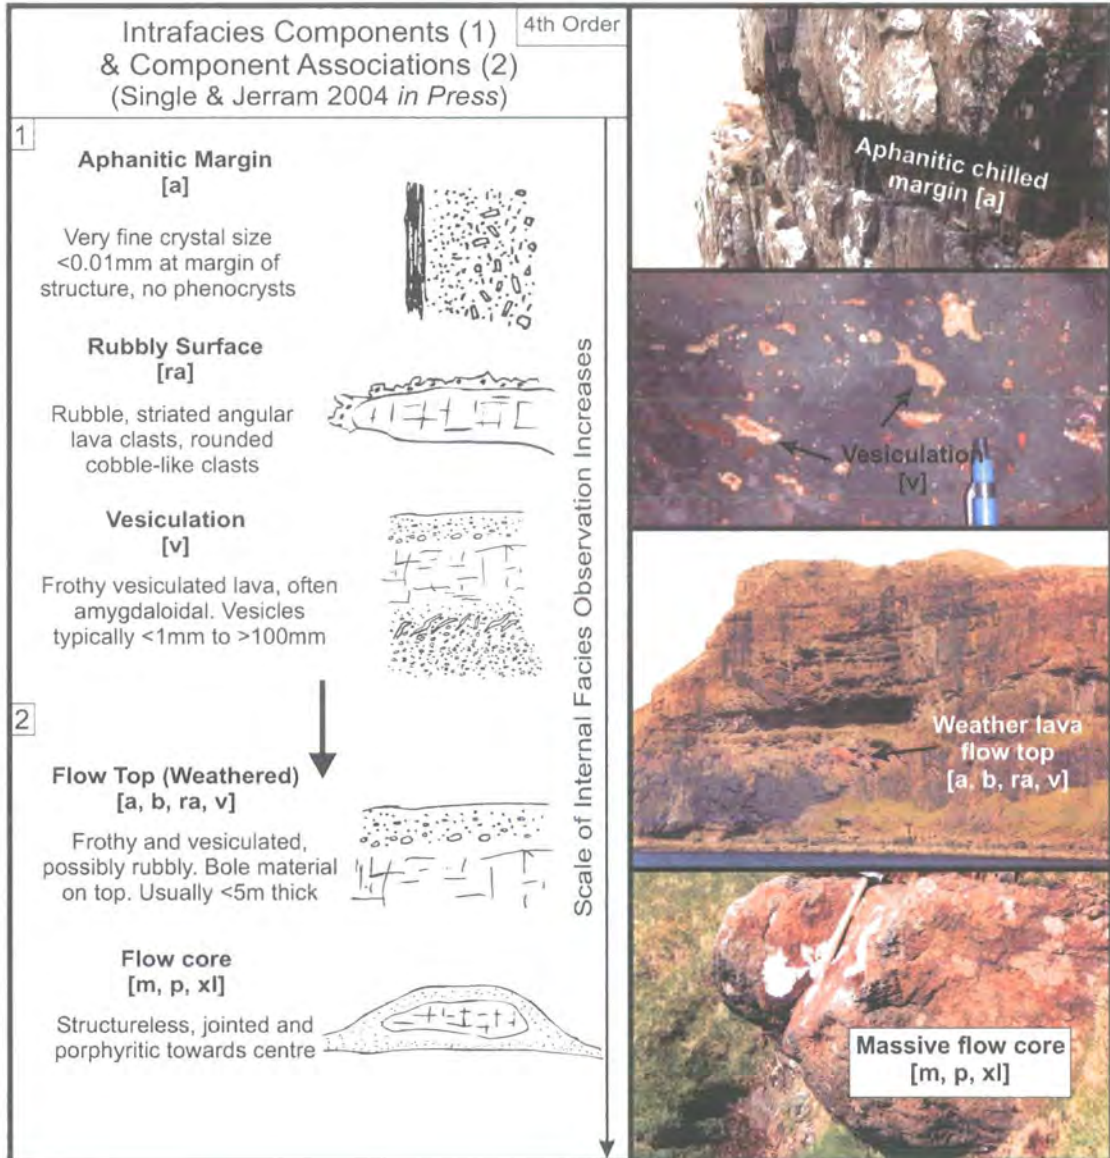 Intrafacies Components (1)
& Component Associations (2)
(Single & Jerram 2004 in Press)
4th Order
1
Aphanitic Margin
[a]
Very fine crystal size
<0.01mm at margin of
structure, no phenocrysts
Rubbly Surface
[ra]
Rubble, striated angular
lava clasts, rounded
cobble-like clasts
Vesiculation
[v]
Frothy vesiculated lava, often
amygdaloidal. Vesicles
typically <1mm to >100mm
2
Flow Top (Weathered)
[a, b, ra, v]
Frothy and vesiculated,
possibly rubbly. Bole material
on top. Usually <5m thick
Flow core
[m, p, xl]
Structureless, jointed and
porphyritic towards centre
Scale of Internal Facies Observation Increases
Aphanitic chilled
margin [a]
Vesiculation
[v]
Weather lava
flow top
[a, b, ra, v]
Massive flow core
[m, p, xl]